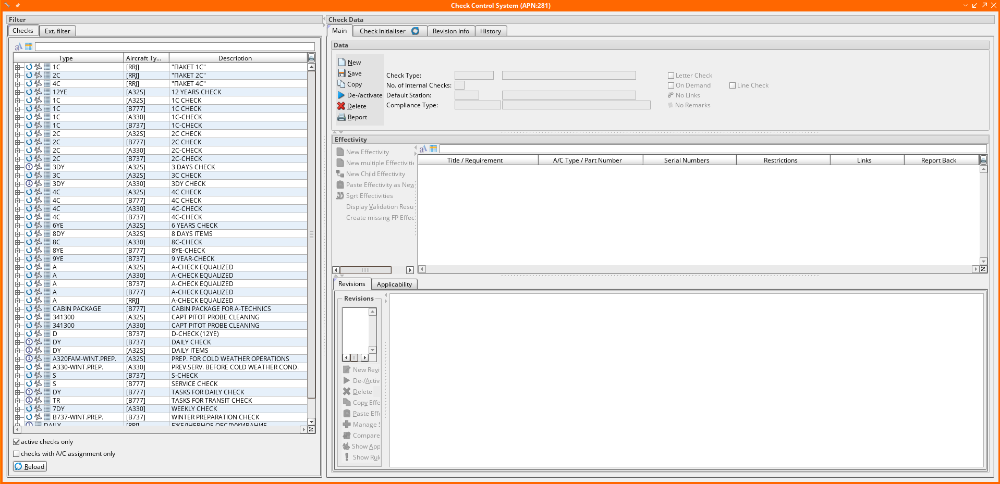 Check Control System (APN:281)
Filter
Checks
Ext. filter
Type Aircraft Ty... Description
1C [RRJ] "ПАКЕТ 1С"
2C [RRJ] "ПАКЕТ 2С"
4C [RRJ] "ПАКЕТ 4С"
12YE [A32S] 12 YEARS CHECK
1C [A32S] 1C CHECK
1C [B777] 1C CHECK
1C [A330] 1C-CHECK
1C [B737] 1C-CHECK
2C [A32S] 2C CHECK
2C [B777] 2C CHECK
2C [A330] 2C-CHECK
2C [B737] 2C-CHECK
3DY [A32S] 3 DAYS CHECK
3C [A32S] 3C CHECK
3DY [A330] 3DY CHECK
4C [A32S] 4C CHECK
4C [B777] 4C CHECK
4C [A330] 4C-CHECK
4C [B737] 4C-CHECK
6YE [A32S] 6 YEARS CHECK
8DY [A32S] 8 DAYS ITEMS
8C [A330] 8C-CHECK
8YE [B777] 8YE-CHECK
9YE [B737] 9 YEAR-CHECK
A [A32S] A-CHECK EQUALIZED
A [A330] A-CHECK EQUALIZED
A [B737] A-CHECK EQUALIZED
A [B777] A-CHECK EQUALIZED
A [RRJ] A-CHECK EQUALIZED
CABIN PACKAGE [B777] CABIN PACKAGE FOR A-TECHNICS
341300 [A32S] CAPT PITOT PROBE CLEANING
341300 [A330] CAPT PITOT PROBE CLEANING
D [B737] D-CHECK (12YE)
DY [B737] DAILY CHECK
DY [A32S] DAILY ITEMS
A320FAM-WINT.PREP. [A32S] PREP. FOR COLD WEATHER OPERATIONS
A330-WINT.PREP. [A330] PREV.SERV. BEFORE COLD WEATHER COND.
S [B737] S-CHECK
S [B777] SERVICE CHECK
DY [B777] TASKS FOR DAILY CHECK
TR [B777] TASKS FOR TRANSIT CHECK
7DY [A330] WEEKLY CHECK
B737-WINT.PREP. [B737] WINTER PREPARATION CHECK
DAILY [RRJ] ЕЖЕДНЕВНОЕ ОБСЛУЖИВАНИЕ
active checks only
checks with A/C assignment only
Reload
Check Data
Main
Check Initialiser
Revision Info
History
Data
New
Save
Copy
De-/activate
Delete
Report
Check Type:
No. of Internal Checks:
Default Station:
Compliance Type:
Letter Check
On Demand
Line Check
No Links
No Remarks
Effectivity
New Effectivity
New multiple Effectivitie
New Child Effectivity
Paste Effectivity as New
Sort Effectivities
Display Validation Resu
Create missing FP Effec
Title / Requirement A/C Type / Part Number Serial Numbers Restrictions Links Report Back
Revisions
Applicability
Revisions
New Revi
De-/Activ
Delete
Copy Effe
Paste Effe
Manage S
Compare
Show App
Show Rul